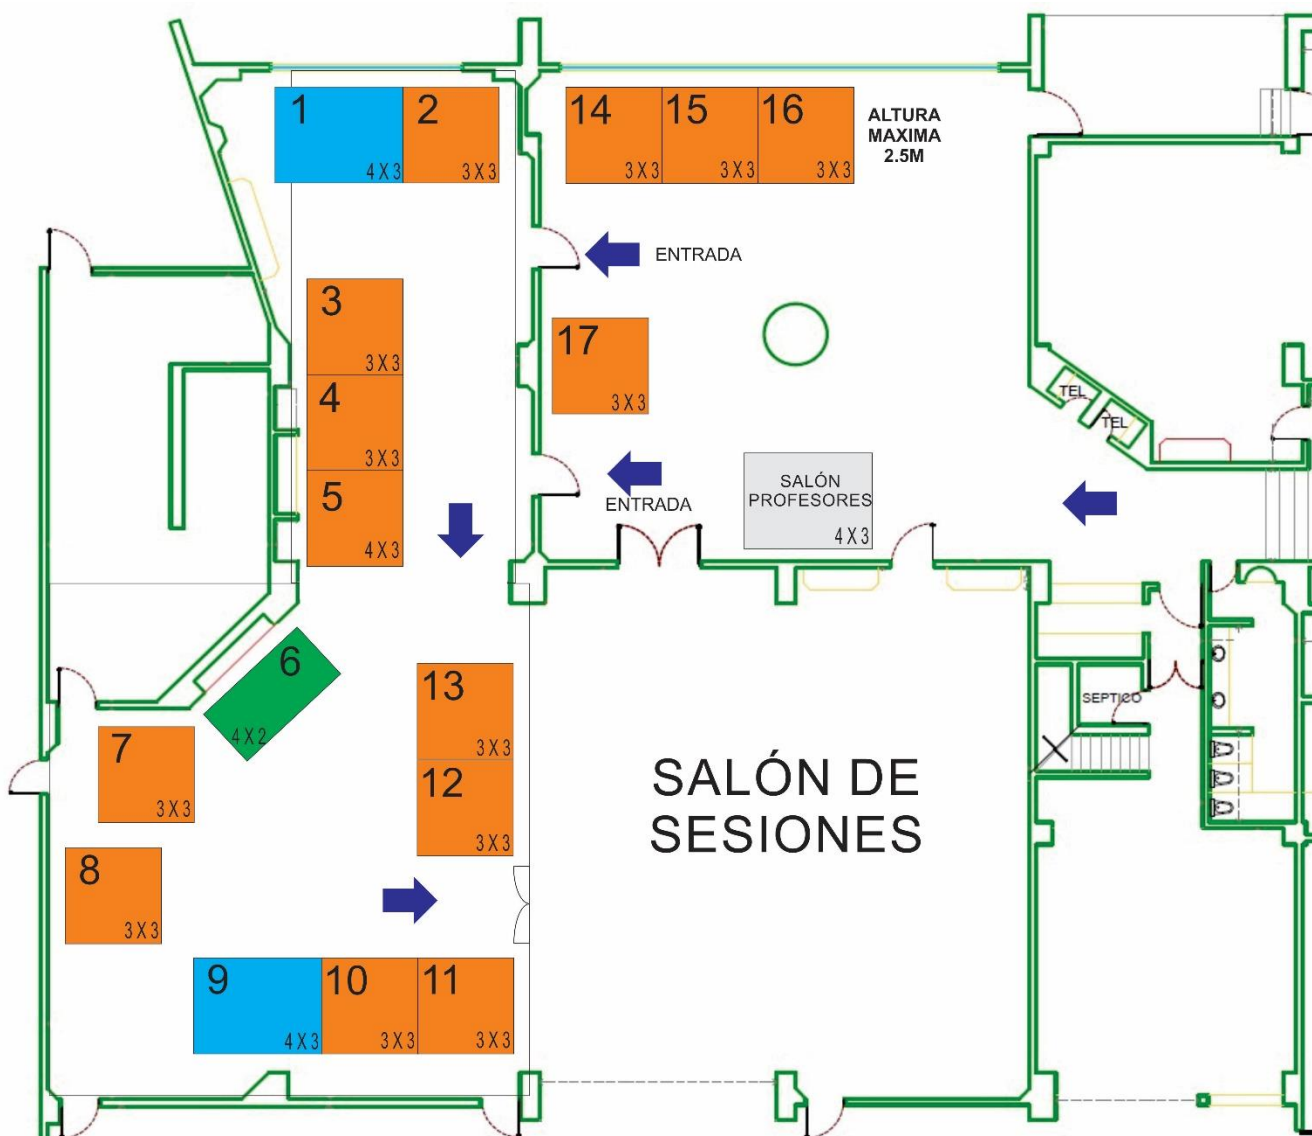 1
4 X 3
2
3 X 3
14
3 X 3
15
3 X 3
16
3 X 3
ALTURA
MAXIMA
2.5M
ENTRADA
3
3 X 3
17
3 X 3
4
3 X 3
TEL
TEL
5
4 X 3
ENTRADA
SALÓN
PROFESORES
4 X 3
6
4 X 2
13
3 X 3
SEPTICO
7
3 X 3
12
3 X 3
SALÓN DE
SESIONES
8
3 X 3
9
4 X 3
10
3 X 3
11
3 X 3